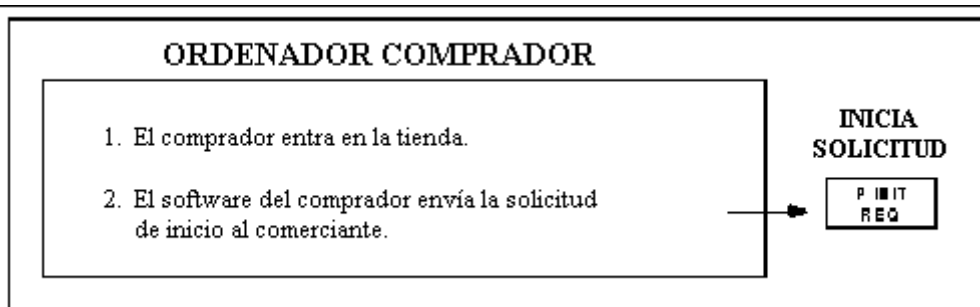 ORDENADOR COMPRADOR
1. El comprador entra en la tienda.
2. El software del comprador envía la solicitud
de inicio al comerciante.
INICIA
SOLICITUD
P INIT
REQ